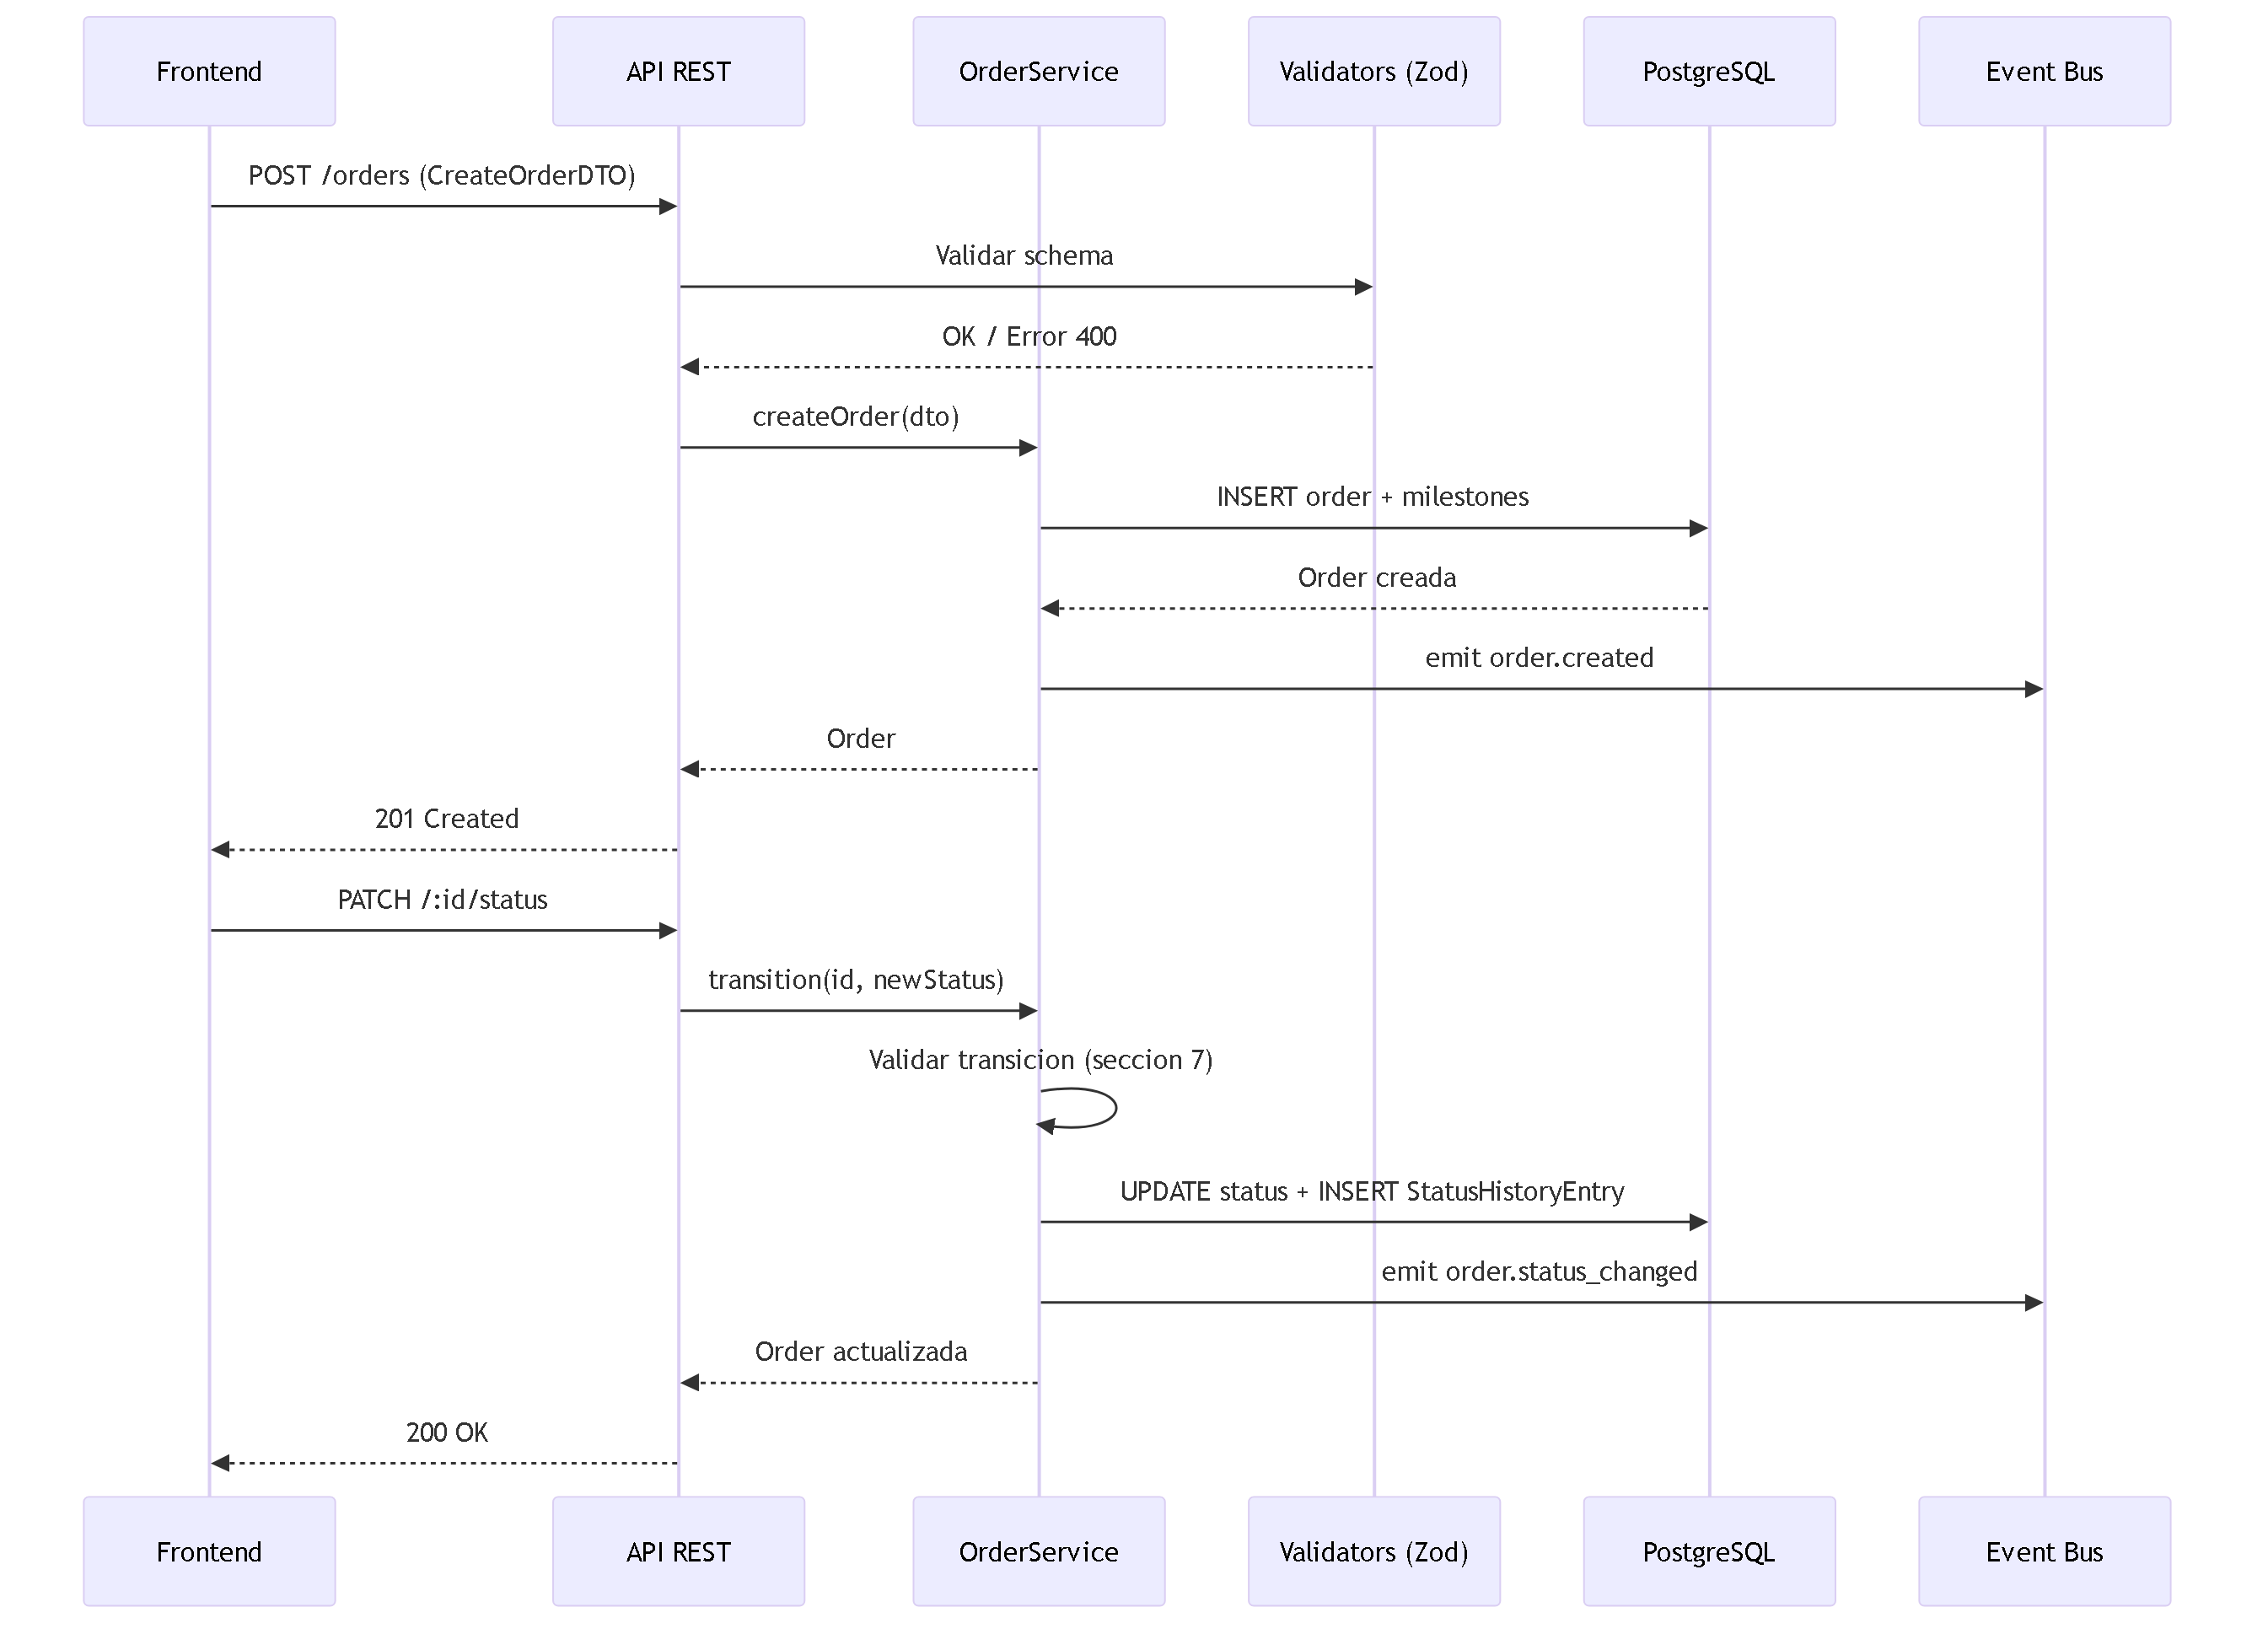 Frontend
API REST
OrderService
Validators (Zod)
PostgreSQL
Event Bus
POST /orders (CreateOrderDTO)
Validar schema
OK / Error 400
createOrder(dto)
INSERT order + milestones
Order creada
emit order.created
Order
201 Created
PATCH /:id/status
transition(id, newStatus)
Validar transicion (seccion 7)
UPDATE status + INSERT StatusHistoryEntry
emit order.status_changed
Order actualizada
200 OK
Frontend
API REST
OrderService
Validators (Zod)
PostgreSQL
Event Bus